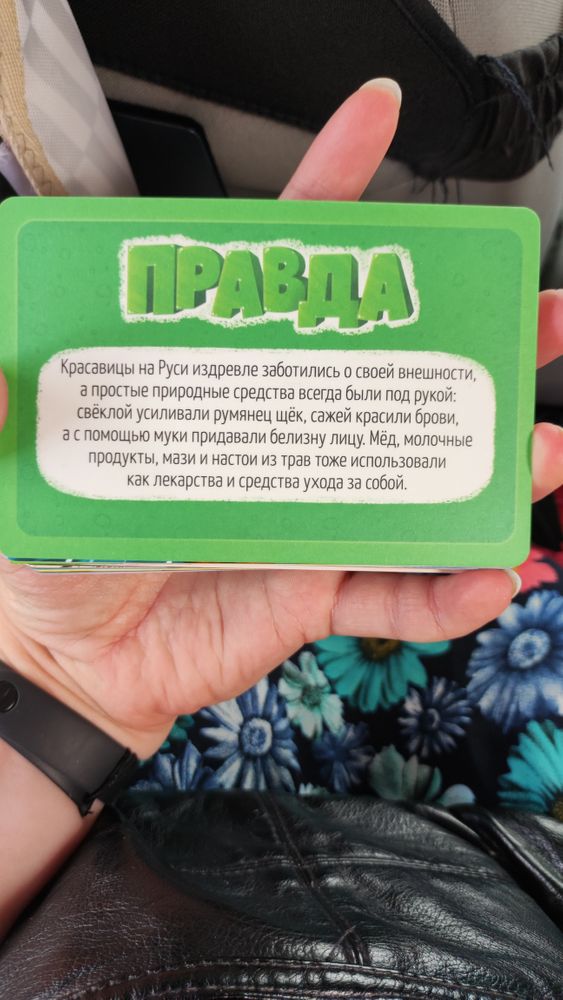 ПРАВДА
Красавицы на Руси издревле заботились о своей внешности,
а простые природные средства всегда были под рукой:
свёклой усиливали румянец щёк, сажей красили брови,
а с помощью муки придавали белизну лицу. Мёд, молочные
продукты, мази и настои из трав тоже использовали
как лекарства и средства ухода за собой.